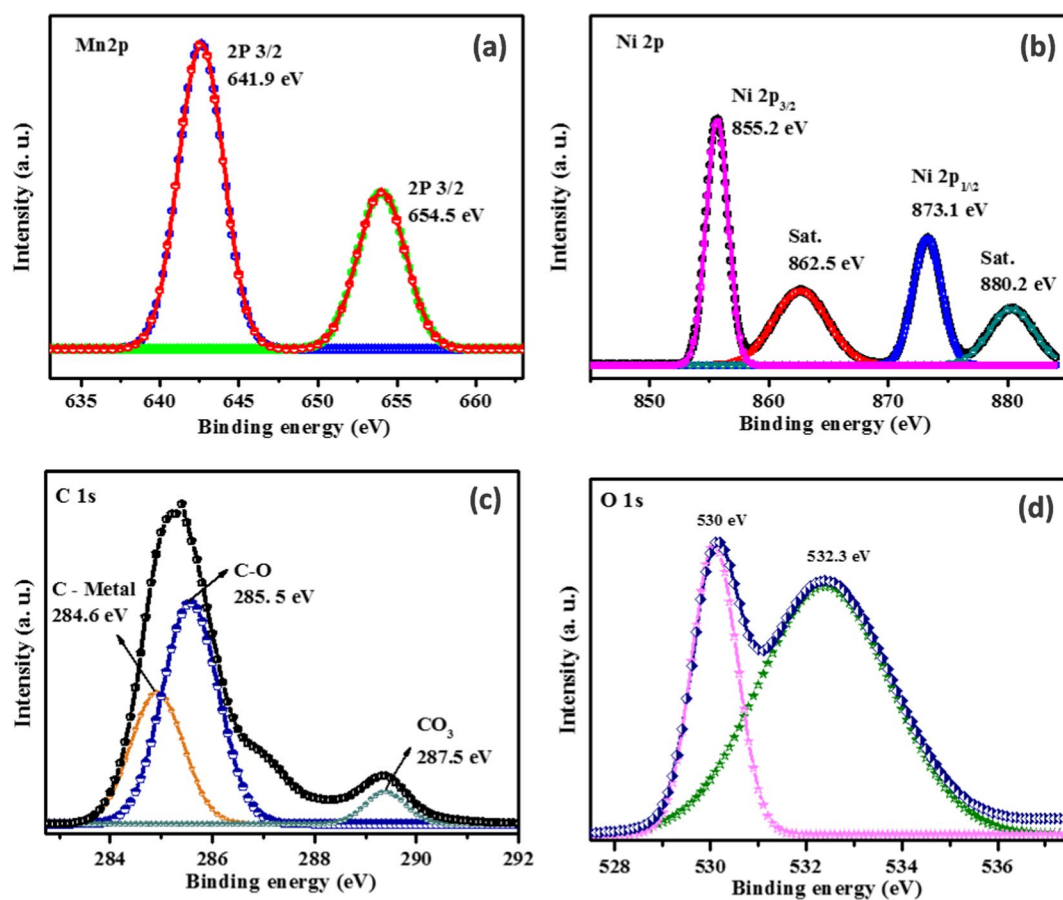 Mn2p
(a)
2P 3/2
641.9 eV
2P 3/2
654.5 eV
Intensity (a. u.)
635 640 645 650 655 660
Binding energy (eV)
Ni 2p
(b)
Ni 2p3/2
855.2 eV
Ni 2p1/2
873.1 eV
Sat.
862.5 eV
Sat.
880.2 eV
Intensity (a. u.)
850 860 870 880
Binding energy (eV)
C 1s
(c)
C-O
285.5 eV
C - Metal
284.6 eV
CO3
287.5 eV
Intensity (a. u.)
284 286 288 290 292
Binding energy (eV)
O 1s
(d)
530 eV
532.3 eV
Intensity (a. u.)
528 530 532 534 536
Binding energy (eV)